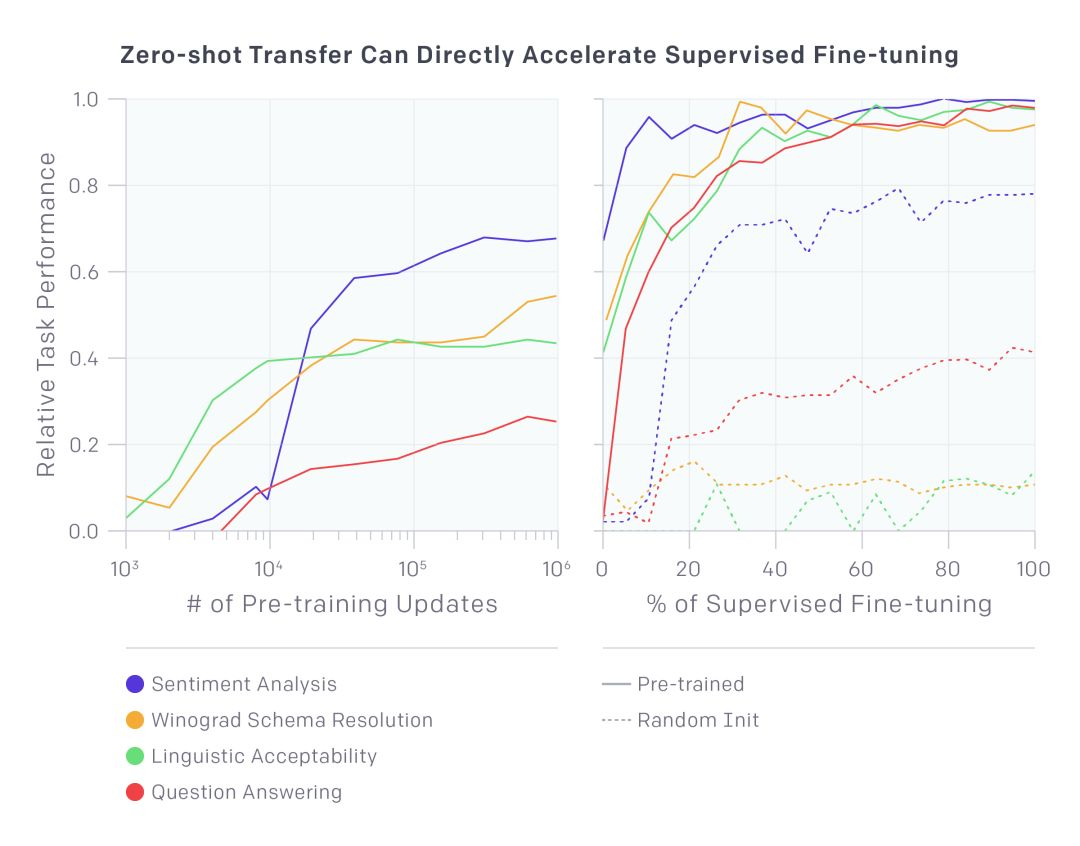 Zero-shot Transfer Can Directly Accelerate Supervised Fine-tuning
Relative Task Performance
1.0
0.8
0.6
0.4
0.2
0.0
10³ 10⁴ 10⁵ 10⁶
# of Pre-training Updates
0 20 40 60 80 100
% of Supervised Fine-tuning
Sentiment Analysis
Winograd Schema Resolution
Linguistic Acceptability
Question Answering
Pre-trained
Random Init